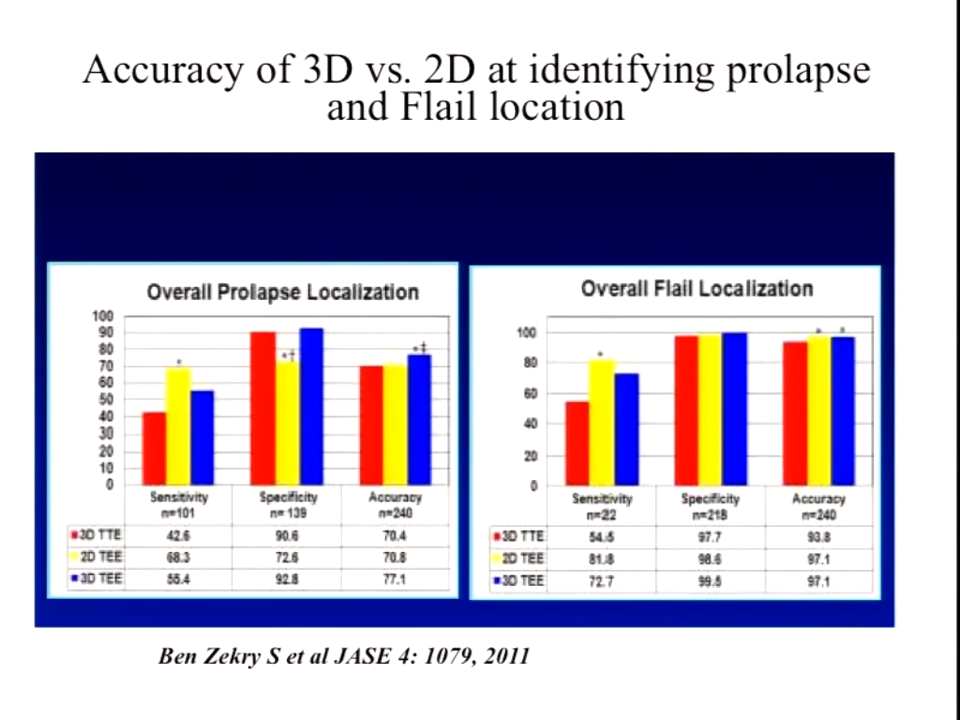 Accuracy of 3D vs. 2D at identifying prolapse
and Flail location
Overall Prolapse Localization
100
90
80
70
60
50
40
30
20
10
0
* *† *‡
Sensitivity Specificity Accuracy
n=101 n= 139 n=240
3D TTE 42.6 90.6 70.4
2D TEE 68.3 72.6 70.8
3D TEE 55.4 92.8 77.1
Overall Flail Localization
100
80
60
40
20
0
* * *
Sensitivity Specificity Accuracy
n=22 n=218 n=240
3D TTE 54.5 97.7 93.8
2D TEE 81.8 98.6 97.1
3D TEE 72.7 99.5 97.1
Ben Zekry S et al JASE 4: 1079, 2011